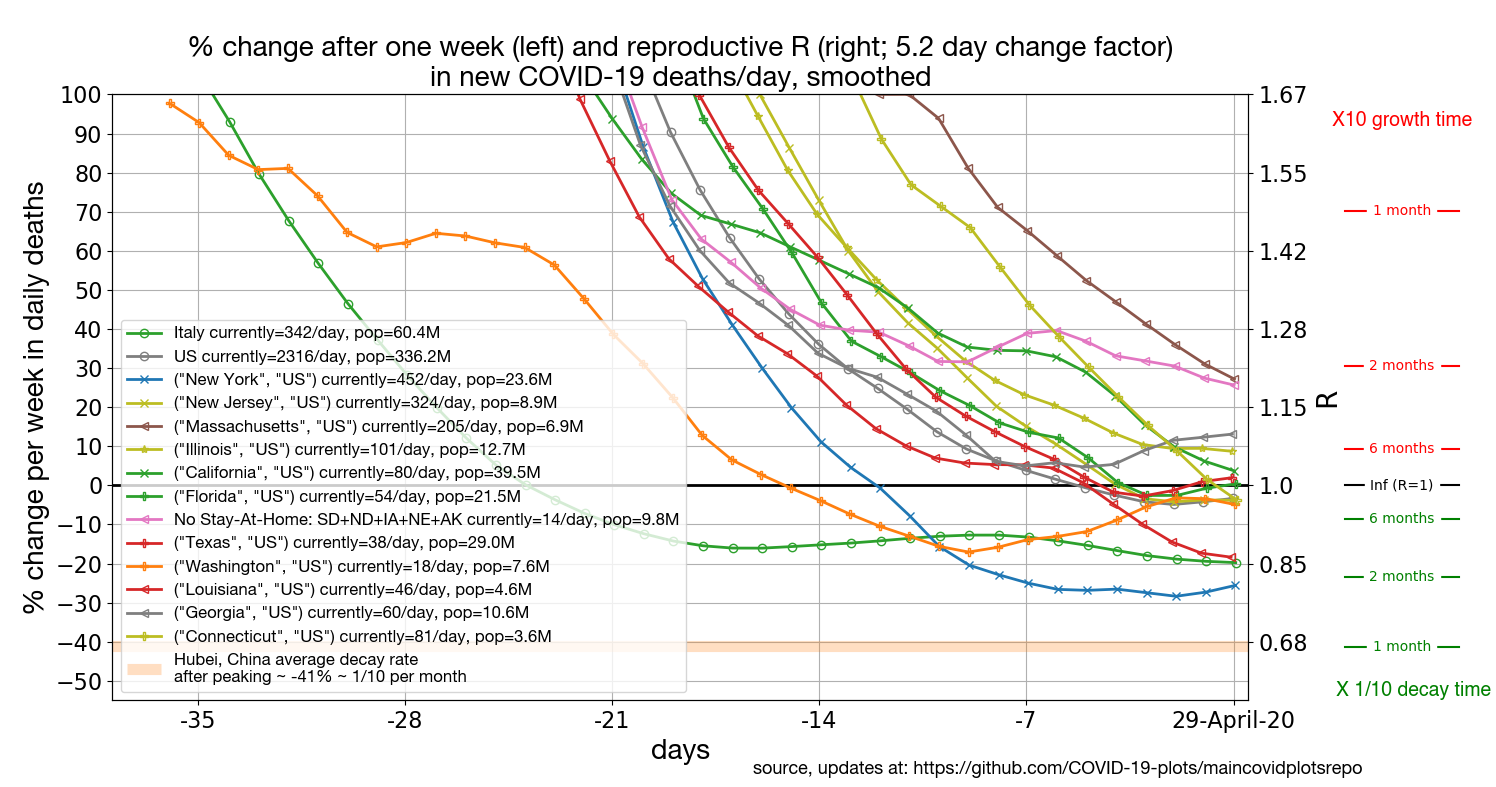 % change after one week (left) and reproductive R (right; 5.2 day change factor)
in new COVID-19 deaths/day, smoothed
% change per week in daily deaths
100
90
80
70
60
50
40
30
20
10
0
−10
−20
−30
−40
−50
Italy currently=342/day, pop=60.4M
US currently=2316/day, pop=336.2M
("New York", "US") currently=452/day, pop=23.6M
("New Jersey", "US") currently=324/day, pop=8.9M
("Massachusetts", "US") currently=205/day, pop=6.9M
("Illinois", "US") currently=101/day, pop=12.7M
("California", "US") currently=80/day, pop=39.5M
("Florida", "US") currently=54/day, pop=21.5M
No Stay-At-Home: SD+ND+IA+NE+AK currently=14/day, pop=9.8M
("Texas", "US") currently=38/day, pop=29.0M
("Washington", "US") currently=18/day, pop=7.6M
("Louisiana", "US") currently=46/day, pop=4.6M
("Georgia", "US") currently=60/day, pop=10.6M
("Connecticut", "US") currently=81/day, pop=3.6M
Hubei, China average decay rate
after peaking ~ -41% ~ 1/10 per month
-35
-28
-21
-14
-7
29-April-20
days
1.67
1.55
1.42
1.28
1.15
1.0
0.85
0.68
R
X10 growth time
1 month
2 months
6 months
Inf (R=1)
6 months
2 months
1 month
X 1/10 decay time
source, updates at: https://github.com/COVID-19-plots/maincovidplotsrepo